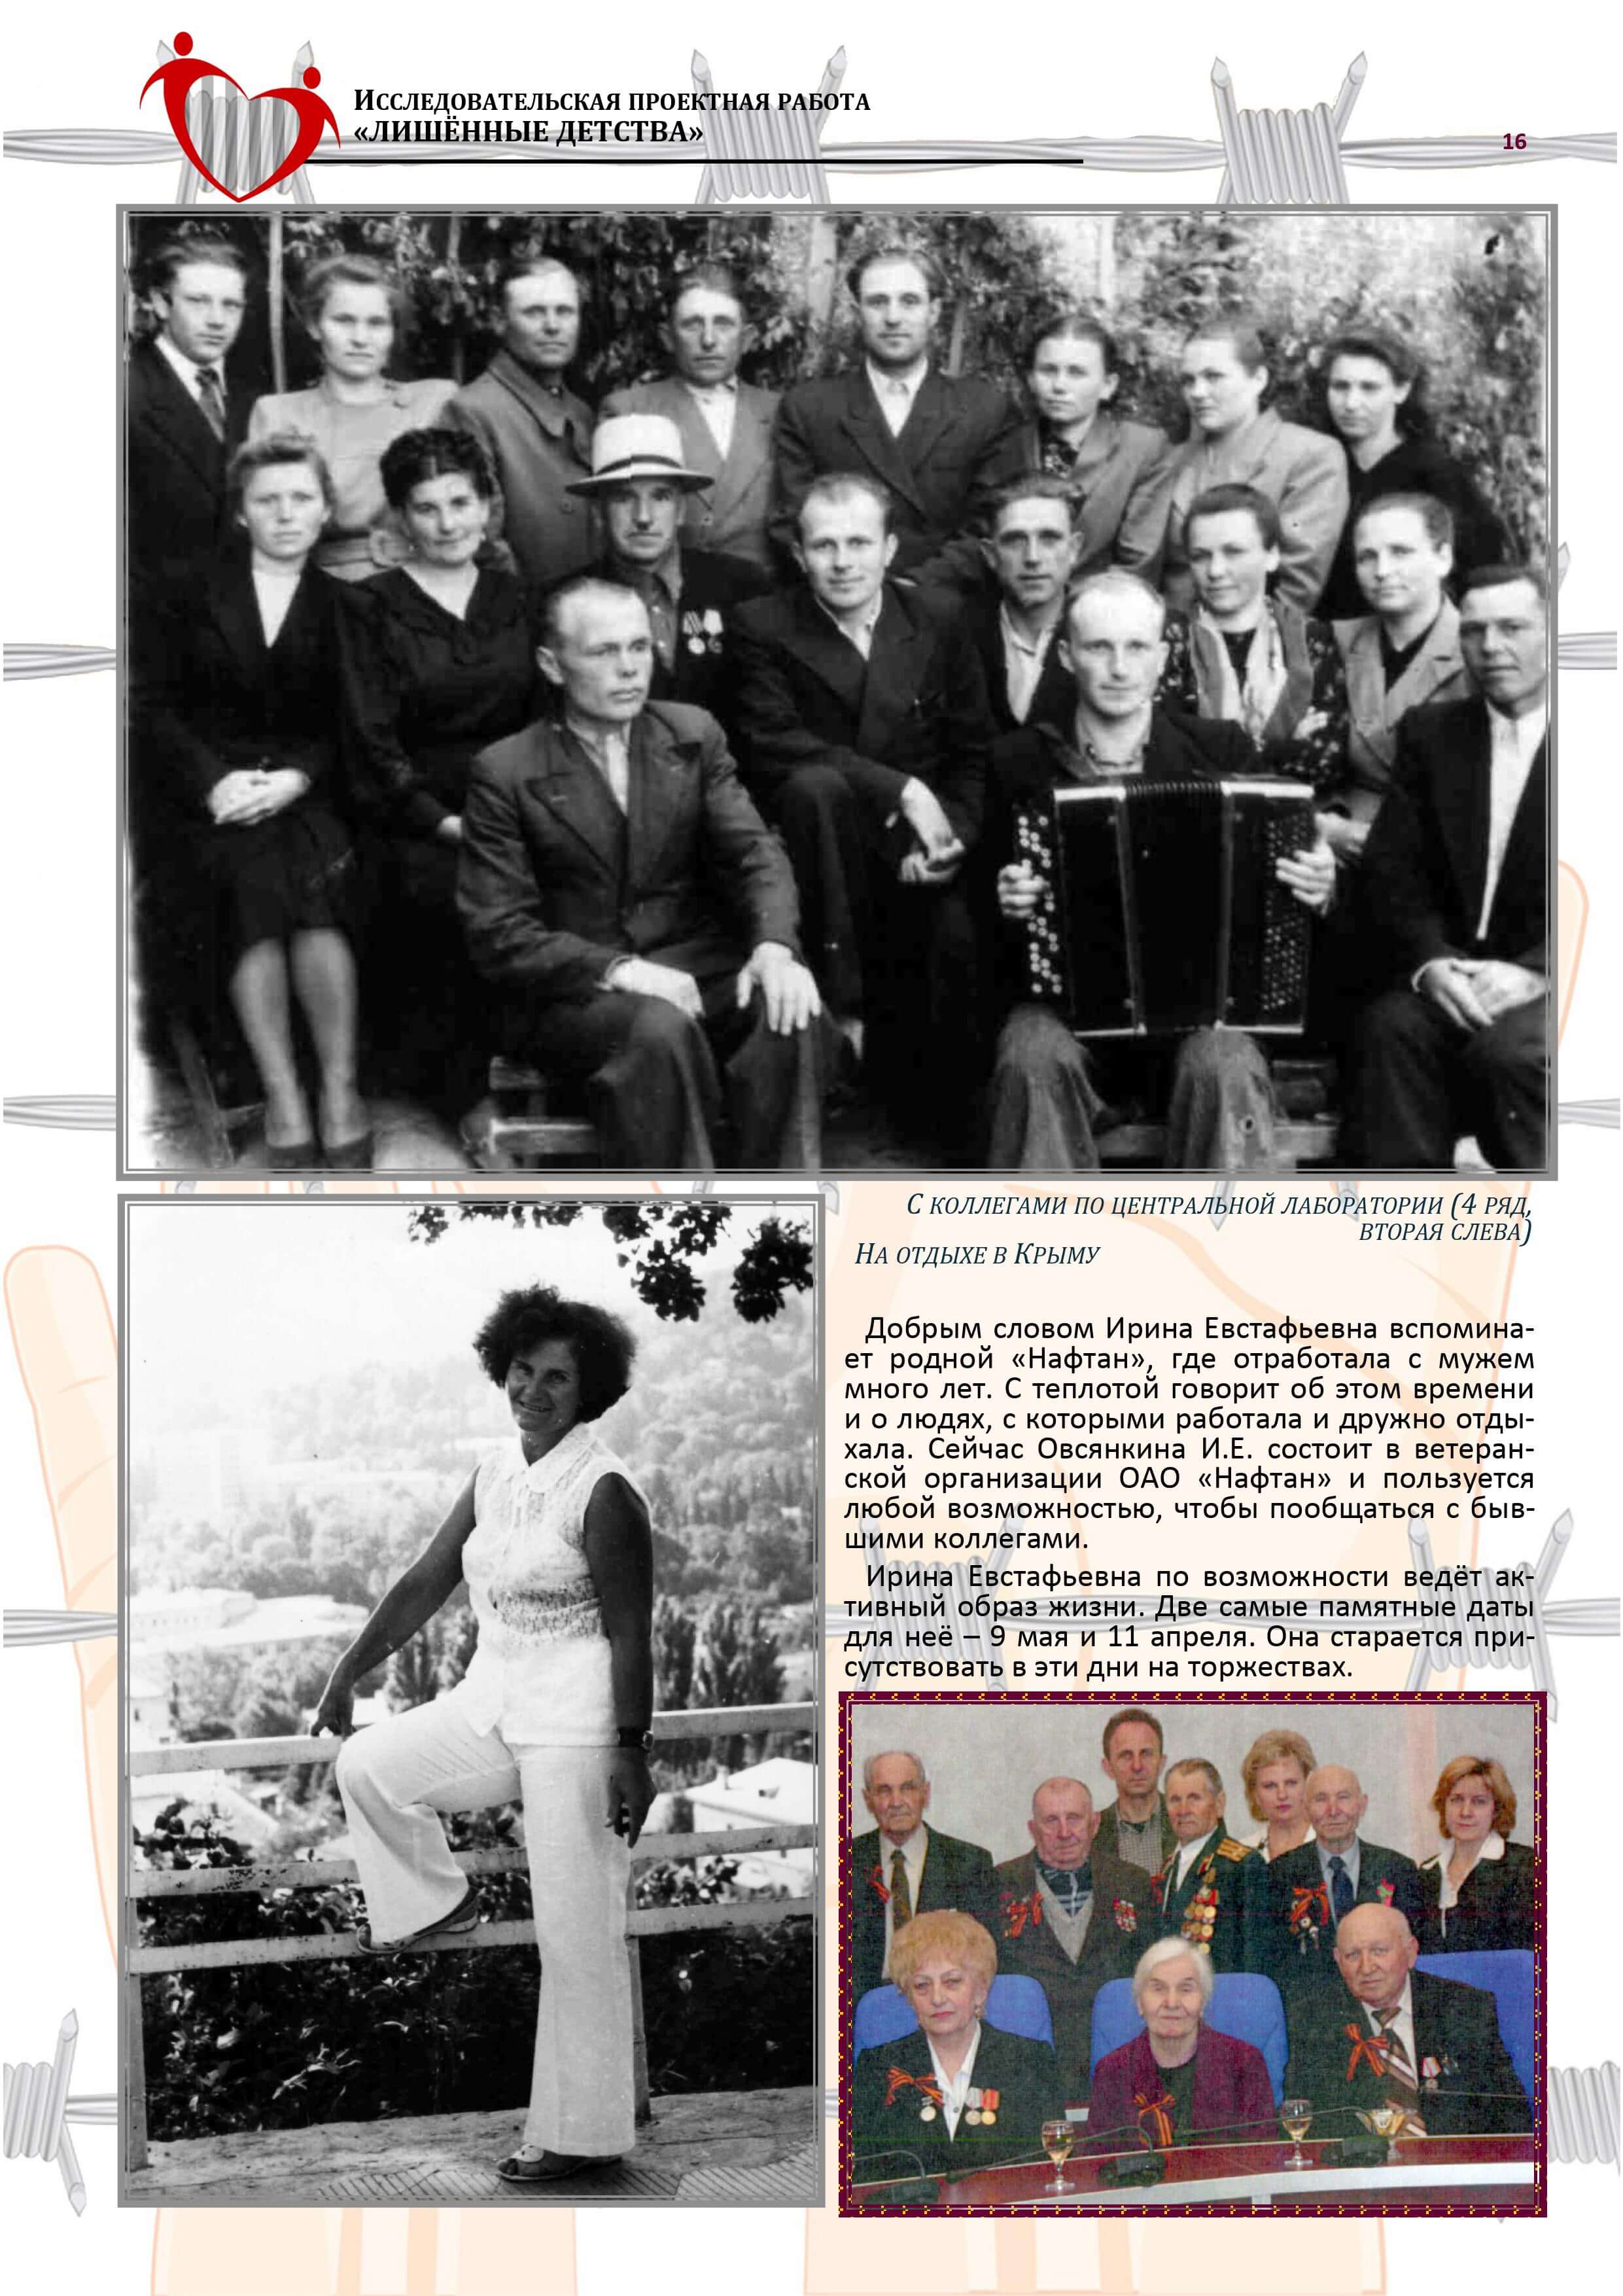 Исследовательская проектная работа
«ЛИШЁННЫЕ ДЕТСТВА»
16
С коллегами по центральной лаборатории (4 ряд,
вторая слева)
На отдыхе в Крыму
Добрым словом Ирина Евстафьевна вспомина-
ет родной «Нафтан», где отработала с мужем
много лет. С теплотой говорит об этом времени
и о людях, с которыми работала и дружно отды-
хала. Сейчас Овсянкина И.Е. состоит в ветеран-
ской организации ОАО «Нафтан» и пользуется
любой возможностью, чтобы пообщаться с быв-
шими коллегами.
Ирина Евстафьевна по возможности ведёт ак-
тивный образ жизни. Две самые памятные даты
для неё – 9 мая и 11 апреля. Она старается при-
сутствовать в эти дни на торжествах.